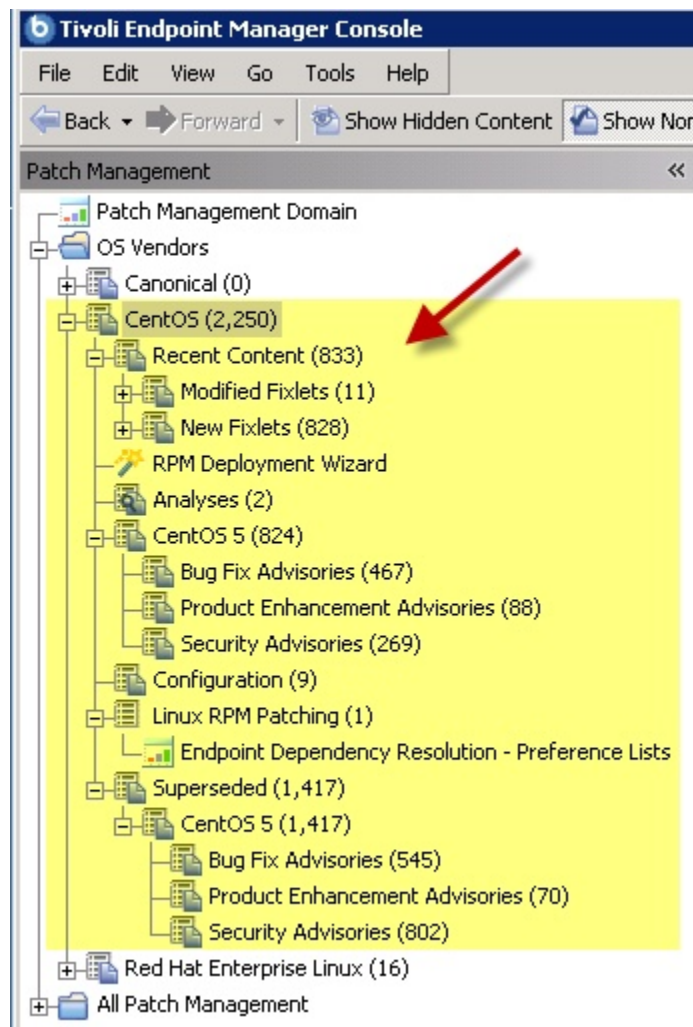 Tivoli Endpoint Manager Console
File Edit View Go Tools Help
Back Forward Show Hidden Content Show Nor
Patch Management
Patch Management Domain
OS Vendors
Canonical (0)
CentOS (2,250)
Recent Content (833)
Modified Fixlets (11)
New Fixlets (828)
RPM Deployment Wizard
Analyses (2)
CentOS 5 (824)
Bug Fix Advisories (467)
Product Enhancement Advisories (88)
Security Advisories (269)
Configuration (9)
Linux RPM Patching (1)
Endpoint Dependency Resolution - Preference Lists
Superseded (1,417)
CentOS 5 (1,417)
Bug Fix Advisories (545)
Product Enhancement Advisories (70)
Security Advisories (802)
Red Hat Enterprise Linux (16)
All Patch Management